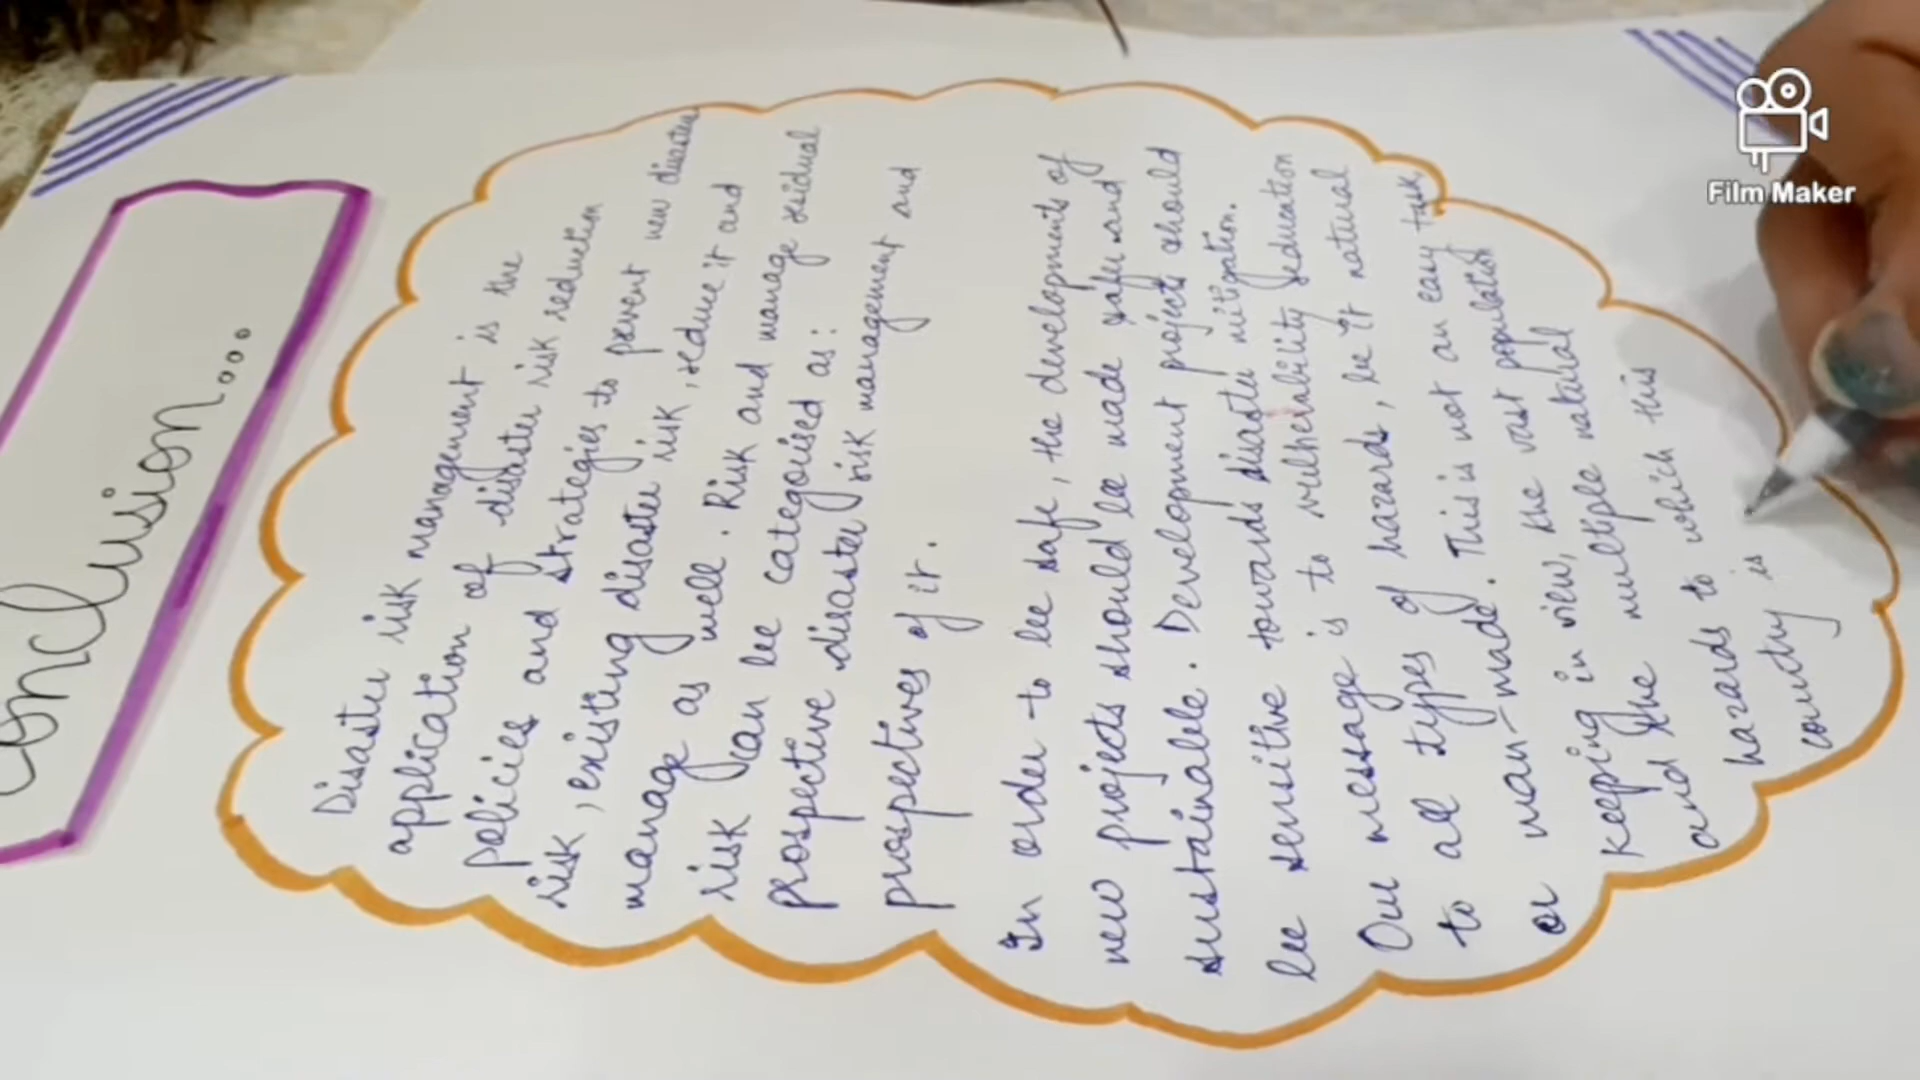 Conclusion...
Disaster risk management is the
application of disaster risk reduction
policies and strategies to prevent new disaster
risk, existing disaster risk, reduce it and
manage as well. Risk and manage residual
risk can be categorised as:
prospective disaster risk management and
prospectives of it.
In order to be safe, the developments of
new projects should be made safer and
sustainable. Development projects should
be sensitive towards disaster mitigation.
Our message is to vulnerability reduction
to all types of hazards, be it natural
or man-made. This is not an easy task,
keeping in view, the vast population
and the multiple natural
hazards to which this
country is
Film Maker